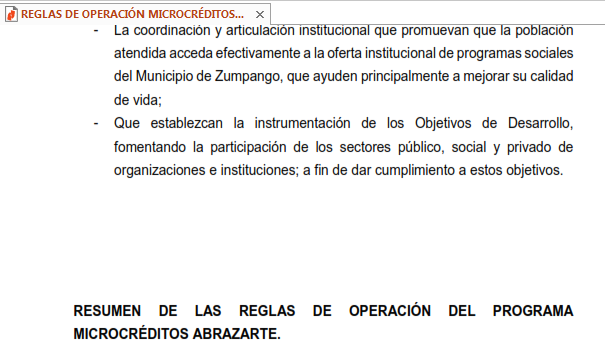 REGLAS DE OPERACIÓN MICROCRÉDITOS...
- La coordinación y articulación institucional que promuevan que la población
atendida acceda efectivamente a la oferta institucional de programas sociales
del Municipio de Zumpango, que ayuden principalmente a mejorar su calidad
de vida;
- Que establezcan la instrumentación de los Objetivos de Desarrollo,
fomentando la participación de los sectores público, social y privado de
organizaciones e instituciones; a fin de dar cumplimiento a estos objetivos.
RESUMEN DE LAS REGLAS DE OPERACIÓN DEL PROGRAMA
MICROCRÉDITOS ABRAZARTE.